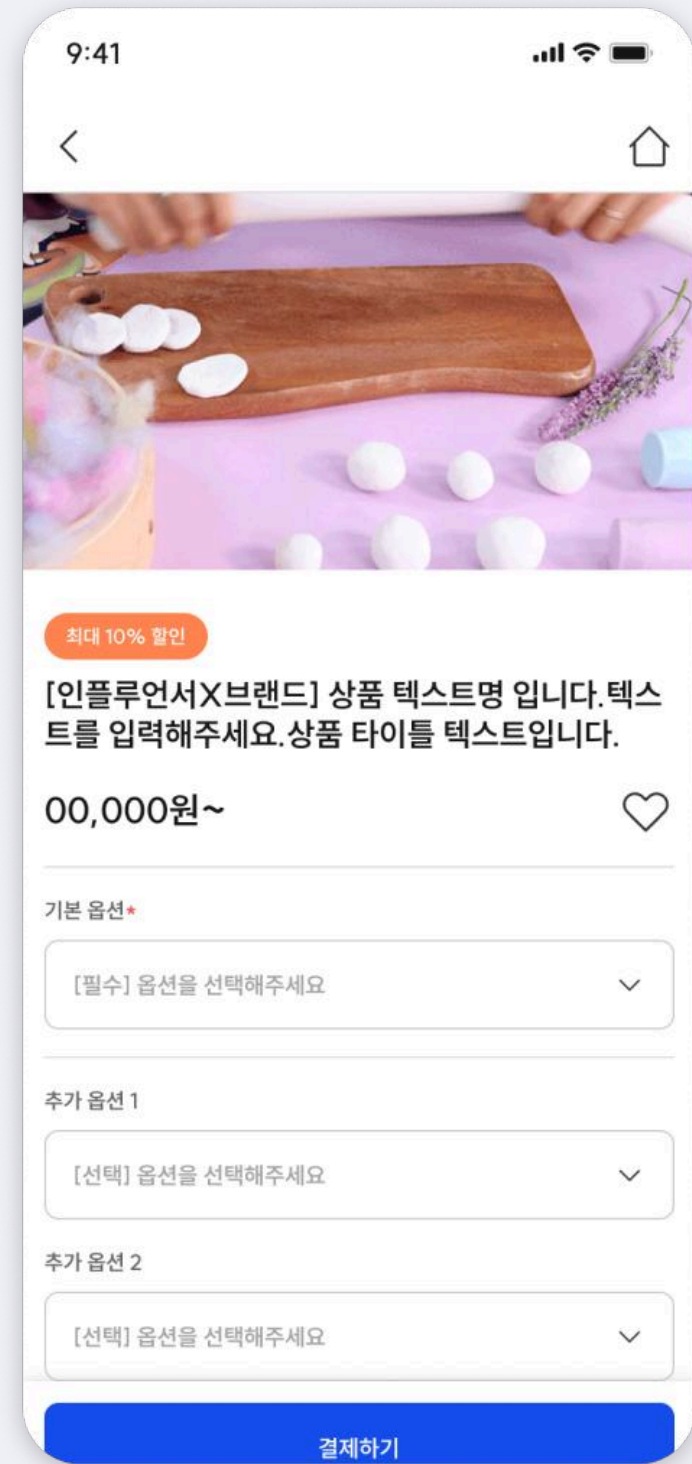 9:41
최대 10% 할인
[인플루언서X브랜드] 상품 텍스트명 입니다.텍스
트를 입력해주세요.상품 타이틀 텍스트입니다.
00,000원~
기본 옵션*
[필수] 옵션을 선택해주세요
추가 옵션 1
[선택] 옵션을 선택해주세요
추가 옵션 2
[선택] 옵션을 선택해주세요
결제하기